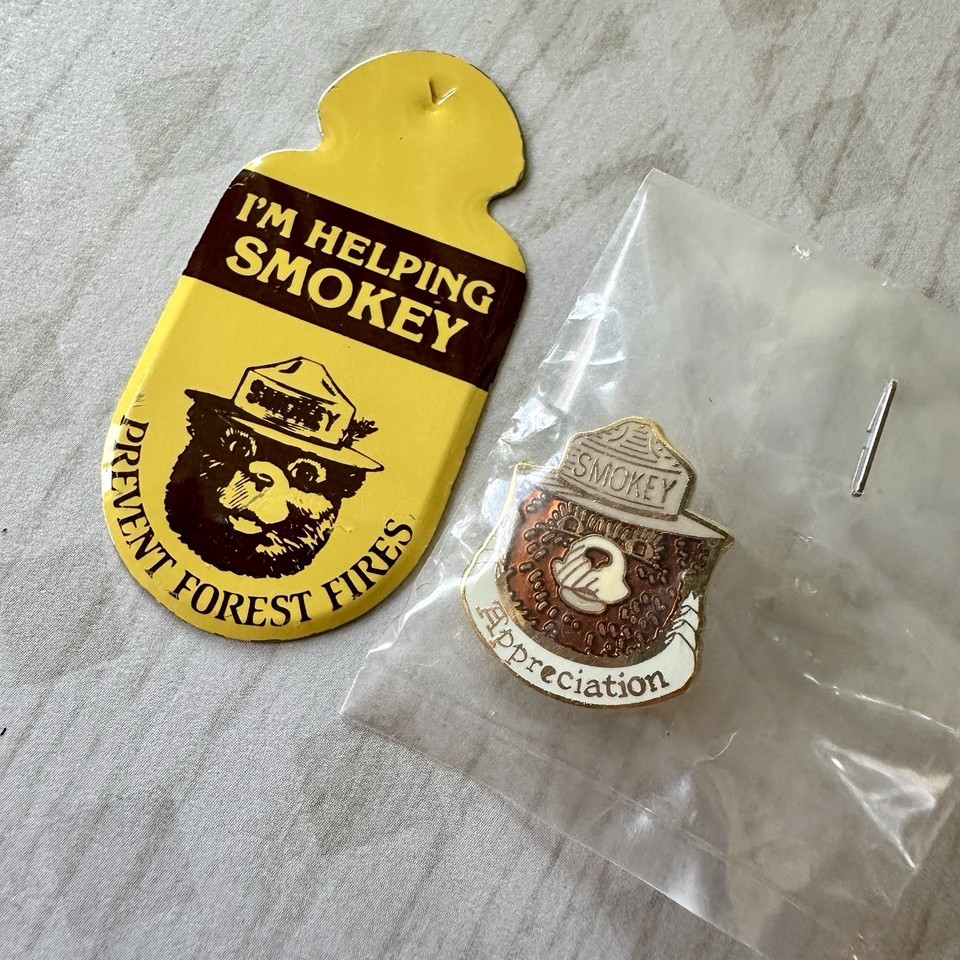 I'M HELPING
SMOKEY
SMOKEY
PREVENT FOREST FIRES
SMOKEY
Appreciation